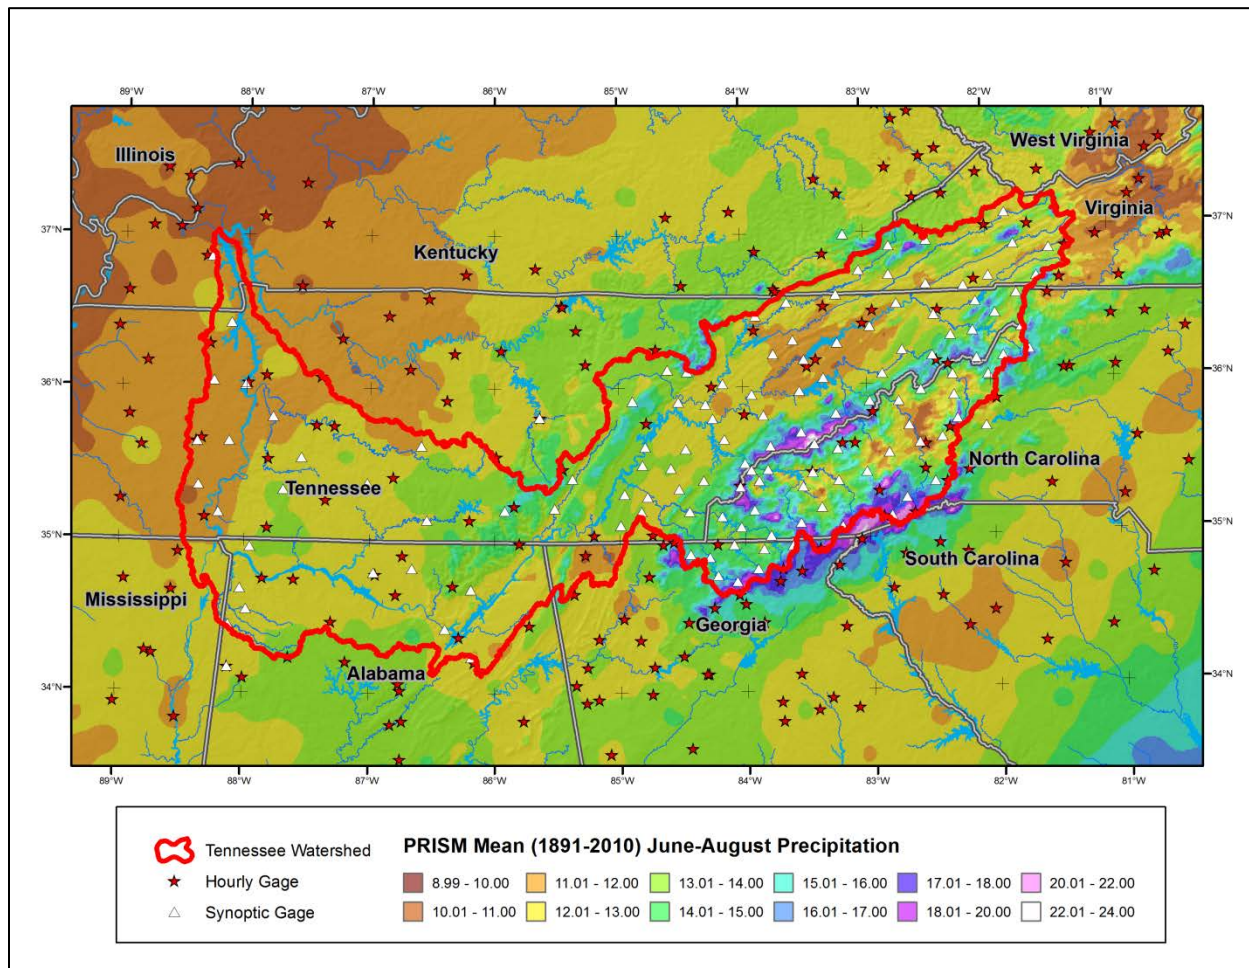 89°W 88°W 87°W 86°W 85°W 84°W 83°W 82°W 81°W
West Virginia
Illinois
Virginia
37°N 37°N
Kentucky
36°N 36°N
North Carolina
Tennessee
35°N 35°N
South Carolina
Mississippi
Georgia
Alabama
34°N 34°N
89°W 88°W 87°W 86°W 85°W 84°W 83°W 82°W 81°W
Tennessee Watershed
Hourly Gage
Synoptic Gage
PRISM Mean (1891-2010) June-August Precipitation
8.99 - 10.00 11.01 - 12.00 13.01 - 14.00 15.01 - 16.00 17.01 - 18.00 20.01 - 22.00
10.01 - 11.00 12.01 - 13.00 14.01 - 15.00 16.01 - 17.00 18.01 - 20.00 22.01 - 24.00